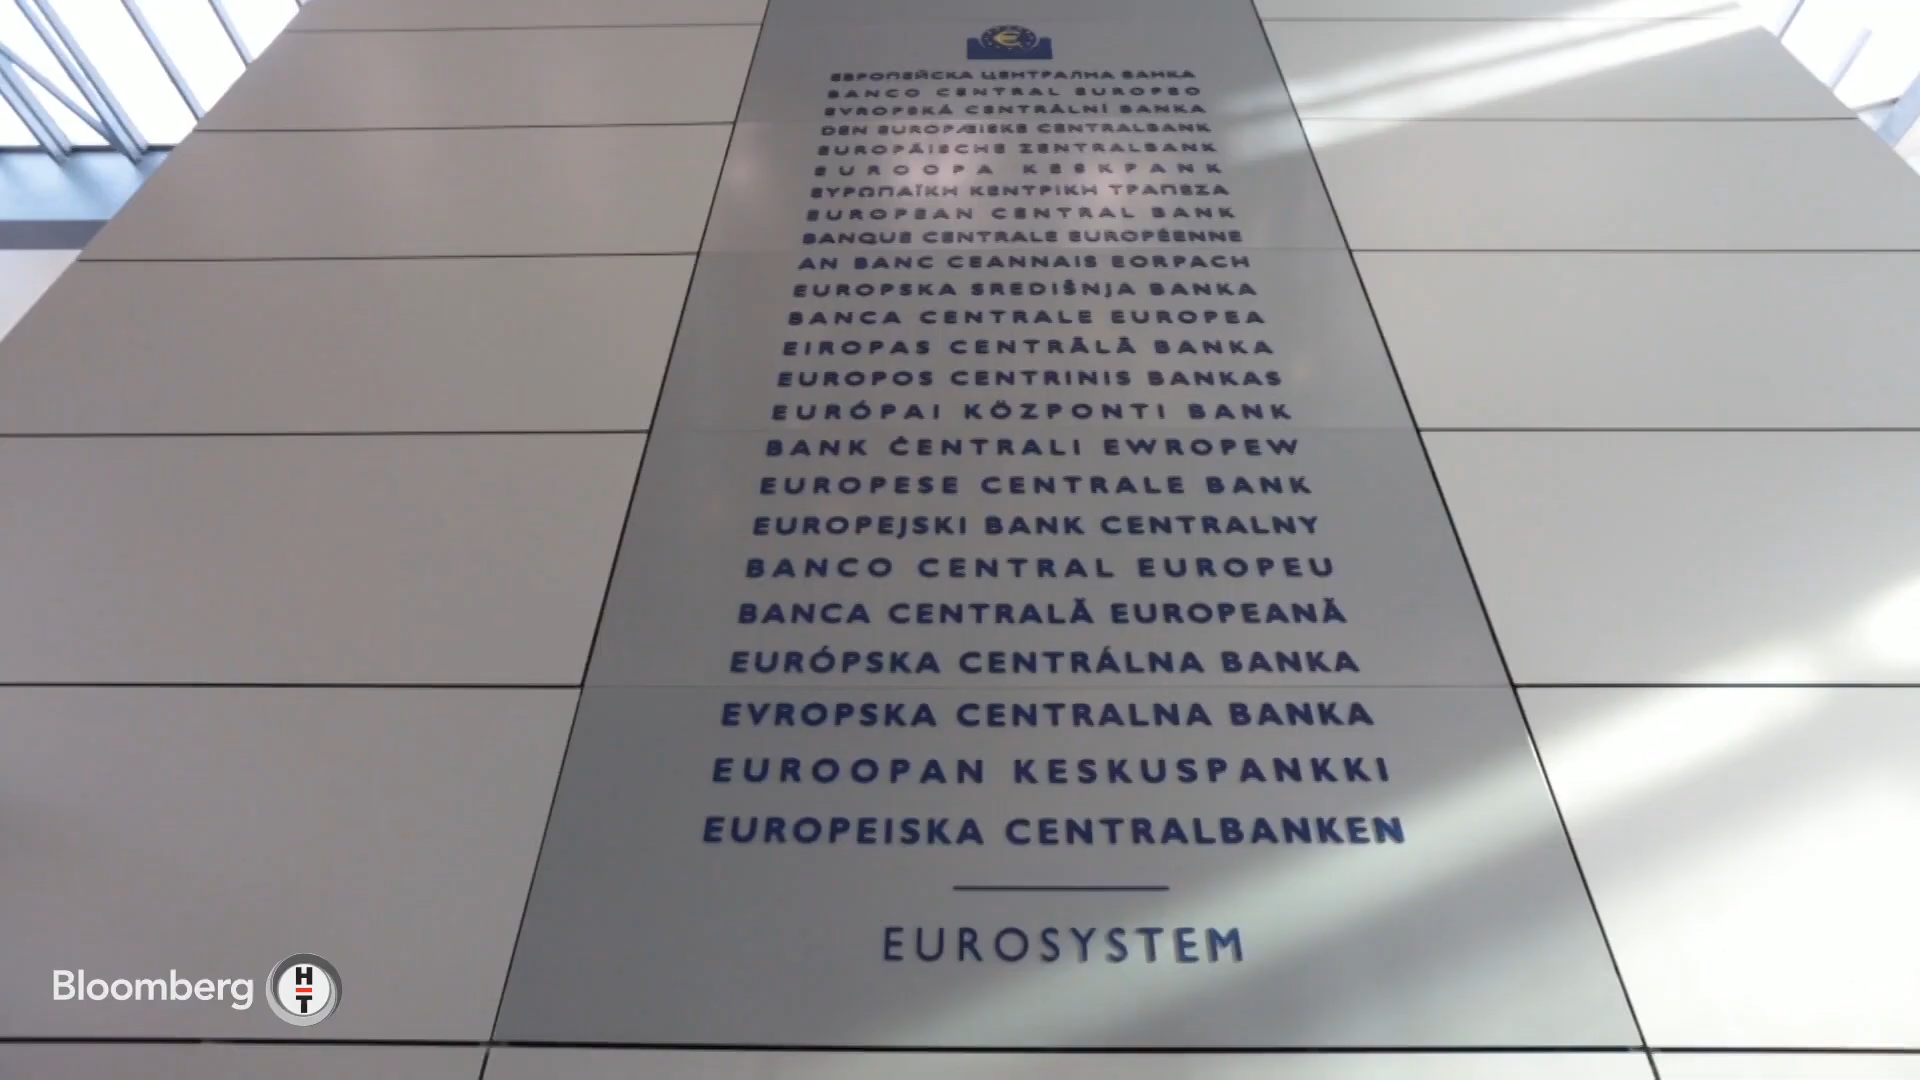 ЕВРОПЕЙСКА ЦЕНТРАЛНА БАНКА
BANCO CENTRAL EUROPEO
EVROPSKÁ CENTRÁLNÍ BANKA
DEN EUROPÆISKE CENTRALBANK
EUROPÄISCHE ZENTRALBANK
EUROOPA KESKPANK
ΕΥΡΩΠΑΪΚΗ ΚΕΝΤΡΙΚΗ ΤΡΑΠΕΖΑ
EUROPEAN CENTRAL BANK
BANQUE CENTRALE EUROPÉENNE
AN BANC CEANNAIS EORPACH
EUROPSKA SREDIŠNJA BANKA
BANCA CENTRALE EUROPEA
EIROPAS CENTRĀLĀ BANKA
EUROPOS CENTRINIS BANKAS
EURÓPAI KÖZPONTI BANK
BANK ĊENTRALI EWROPEW
EUROPESE CENTRALE BANK
EUROPEJSKI BANK CENTRALNY
BANCO CENTRAL EUROPEU
BANCA CENTRALĂ EUROPEANĂ
EURÓPSKA CENTRÁLNA BANKA
EVROPSKA CENTRALNA BANKA
EUROOPAN KESKUSPANKKI
EUROPEISKA CENTRALBANKEN
EUROSYSTEM
Bloomberg HT